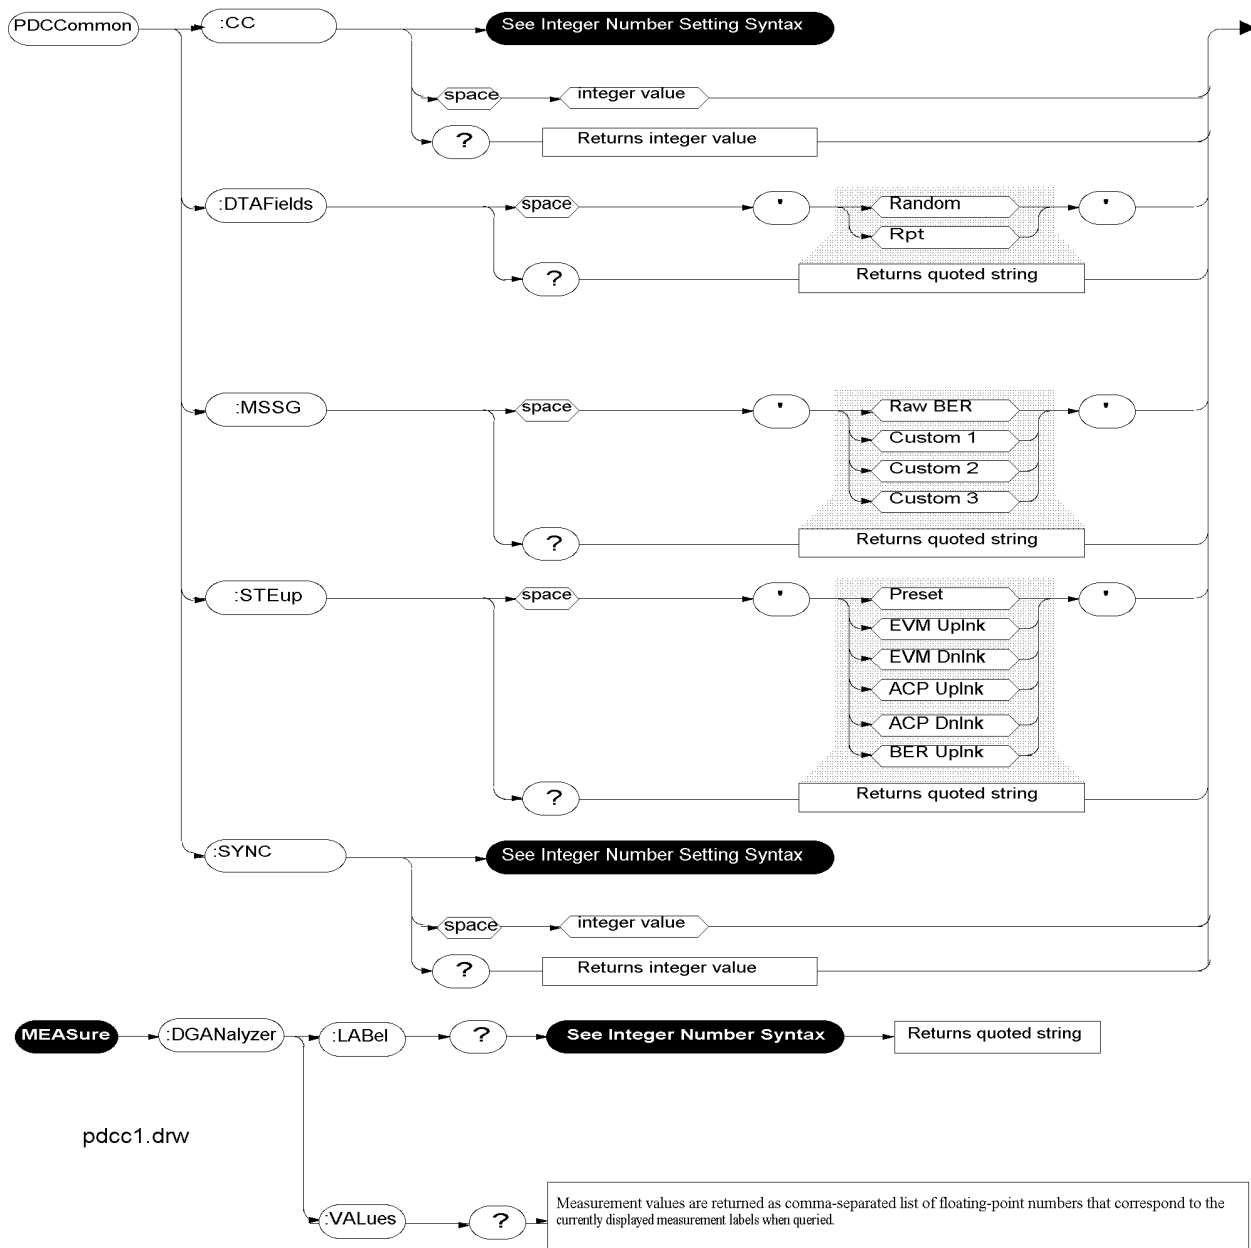 PDCCommon :CC See Integer Number Setting Syntax
space integer value
? Returns integer value
:DTAFields space ' Random '
Rpt
? Returns quoted string
:MSSG space ' Raw BER '
Custom 1
Custom 2
Custom 3
? Returns quoted string
:STEup space ' Preset '
EVM Uplnk
EVM Dnlnk
ACP Uplnk
ACP Dnlnk
BER Uplnk
? Returns quoted string
:SYNC See Integer Number Setting Syntax
space integer value
? Returns integer value
MEASure :DGANalyzer :LABel ? See Integer Number Syntax Returns quoted string
pdcc1.drw
:VALues ? Measurement values are returned as comma-separated list of floating-point numbers that correspond to the
currently displayed measurement labels when queried.